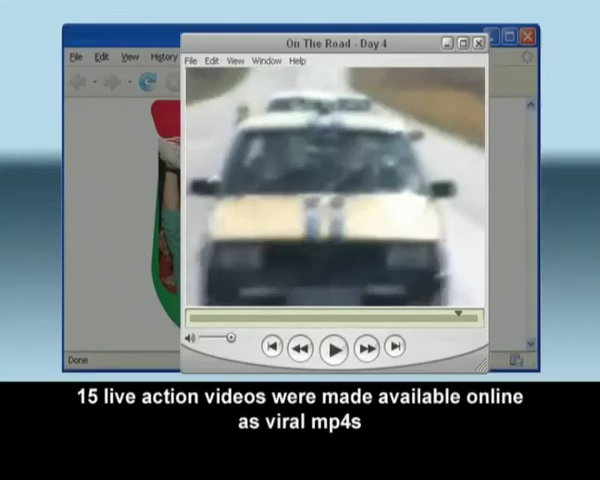 On The Road - Day 4
File Edit View History
File Edit View Window Help
Done
15 live action videos were made available online
as viral mp4s